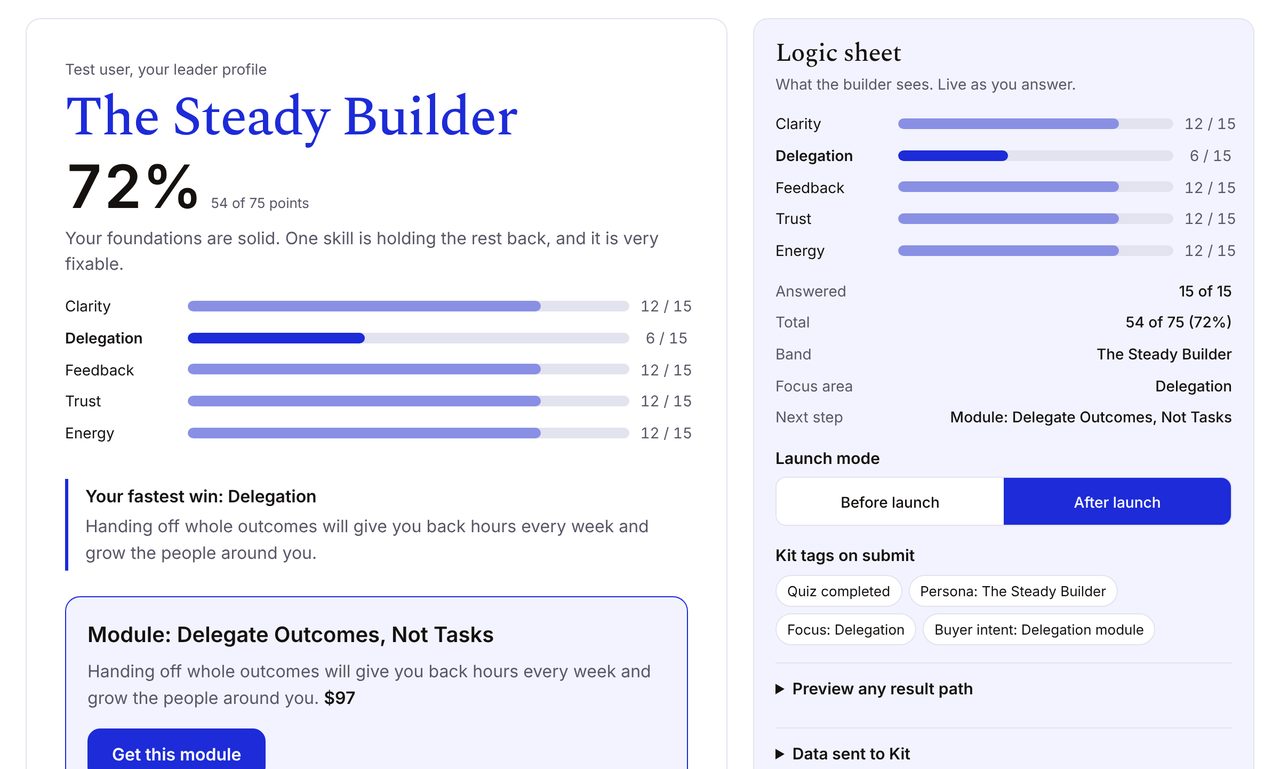 Test user, your leader profile
The Steady Builder
72% 54 of 75 points
Your foundations are solid. One skill is holding the rest back, and it is very
fixable.
Clarity 12 / 15
Delegation 6 / 15
Feedback 12 / 15
Trust 12 / 15
Energy 12 / 15
Your fastest win: Delegation
Handing off whole outcomes will give you back hours every week and
grow the people around you.
Module: Delegate Outcomes, Not Tasks
Handing off whole outcomes will give you back hours every week and
grow the people around you. $97
Get this module
Logic sheet
What the builder sees. Live as you answer.
Clarity 12 / 15
Delegation 6 / 15
Feedback 12 / 15
Trust 12 / 15
Energy 12 / 15
Answered 15 of 15
Total 54 of 75 (72%)
Band The Steady Builder
Focus area Delegation
Next step Module: Delegate Outcomes, Not Tasks
Launch mode
Before launch After launch
Kit tags on submit
Quiz completed Persona: The Steady Builder
Focus: Delegation Buyer intent: Delegation module
Preview any result path
Data sent to Kit